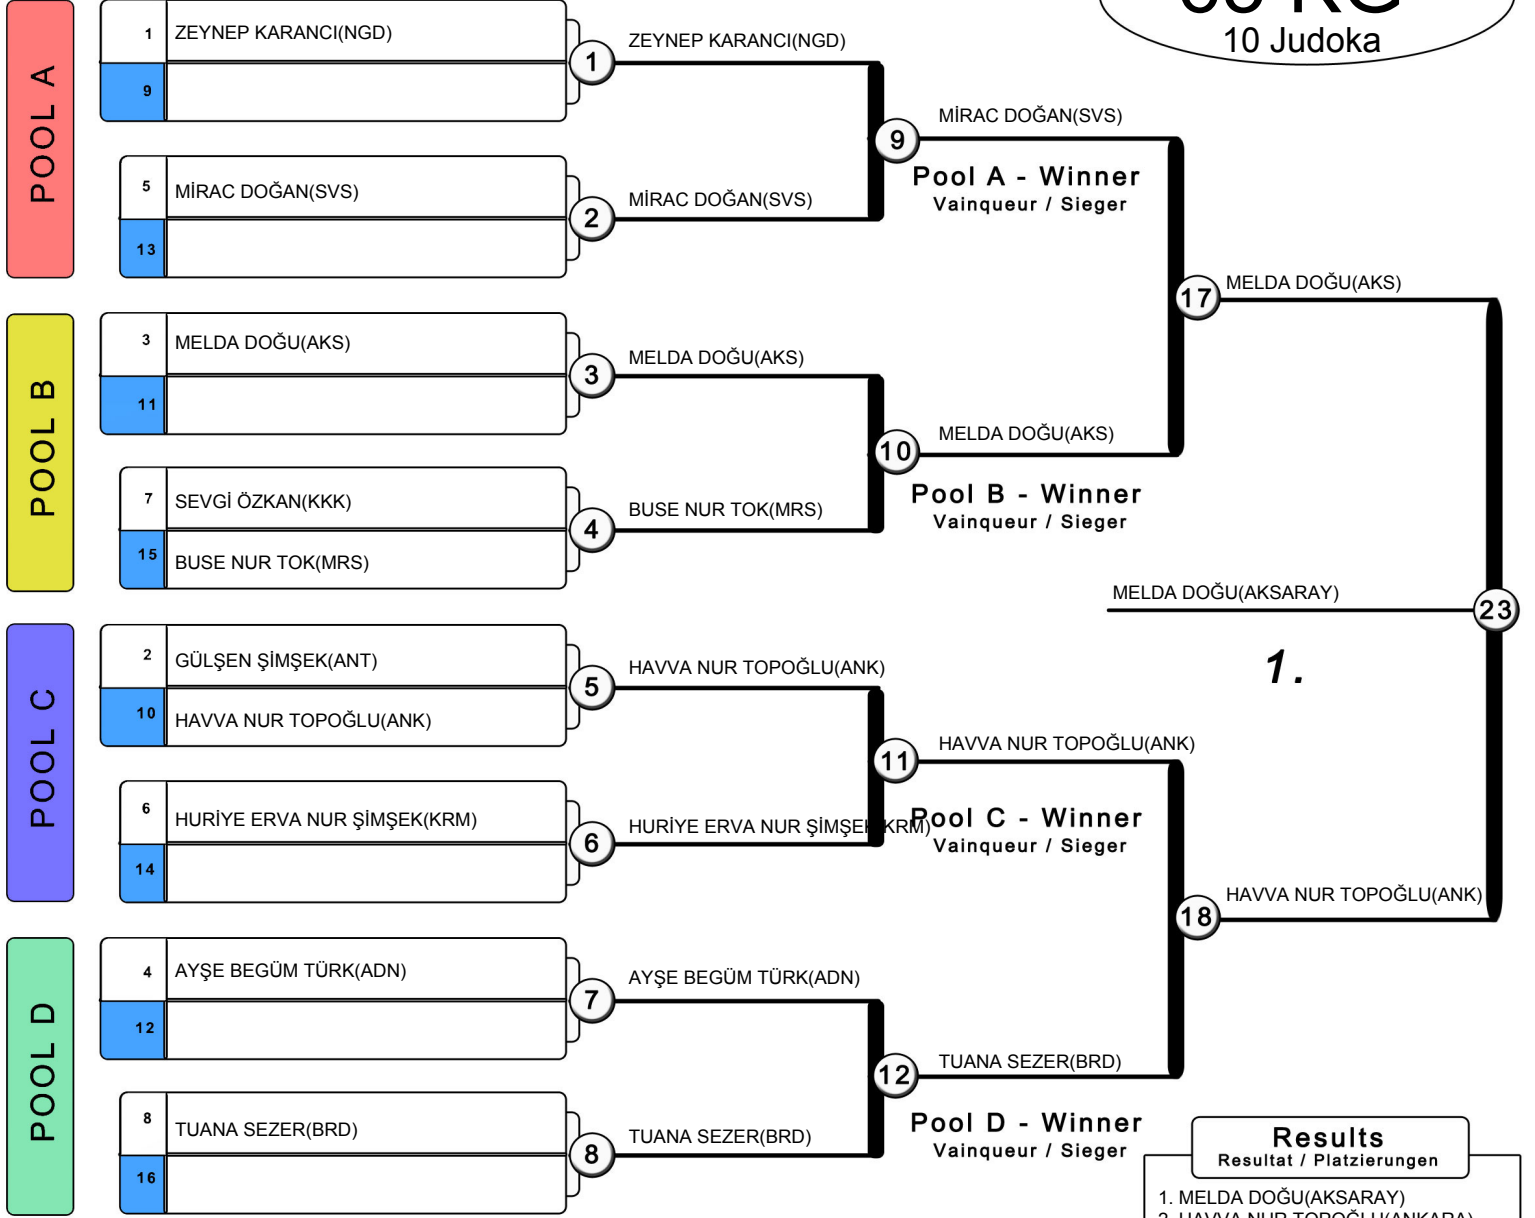 10 Judoka
POOL A
1 ZEYNEP KARANCI(NGD)
9
1
ZEYNEP KARANCI(NGD)
5 MİRAC DOĞAN(SVS)
13
2
MİRAC DOĞAN(SVS)
9
MİRAC DOĞAN(SVS)
Pool A - Winner
Vainqueur / Sieger
POOL B
3 MELDA DOĞU(AKS)
11
3
MELDA DOĞU(AKS)
7 SEVGİ ÖZKAN(KKK)
15 BUSE NUR TOK(MRS)
4
BUSE NUR TOK(MRS)
10
MELDA DOĞU(AKS)
Pool B - Winner
Vainqueur / Sieger
17
MELDA DOĞU(AKS)
MELDA DOĞU(AKSARAY)
23
1.
POOL C
2 GÜLŞEN ŞİMŞEK(ANT)
10 HAVVA NUR TOPOĞLU(ANK)
5
HAVVA NUR TOPOĞLU(ANK)
6 HURİYE ERVA NUR ŞİMŞEK(KRM)
14
6
HURİYE ERVA NUR ŞİMŞEK(KRM)
11
HAVVA NUR TOPOĞLU(ANK)
Pool C - Winner
Vainqueur / Sieger
18
HAVVA NUR TOPOĞLU(ANK)
POOL D
4 AYŞE BEGÜM TÜRK(ADN)
12
7
AYŞE BEGÜM TÜRK(ADN)
8 TUANA SEZER(BRD)
16
8
TUANA SEZER(BRD)
12
TUANA SEZER(BRD)
Pool D - Winner
Vainqueur / Sieger
Results
Resultat / Platzierungen
1. MELDA DOĞU(AKSARAY)
2. HAVVA NUR TOPOĞLU(ANKARA)